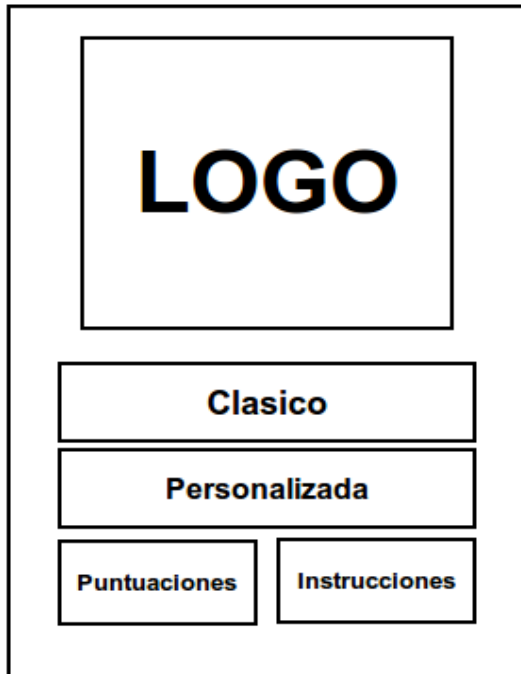 LOGO
Clasico
Personalizada
Puntuaciones
Instrucciones